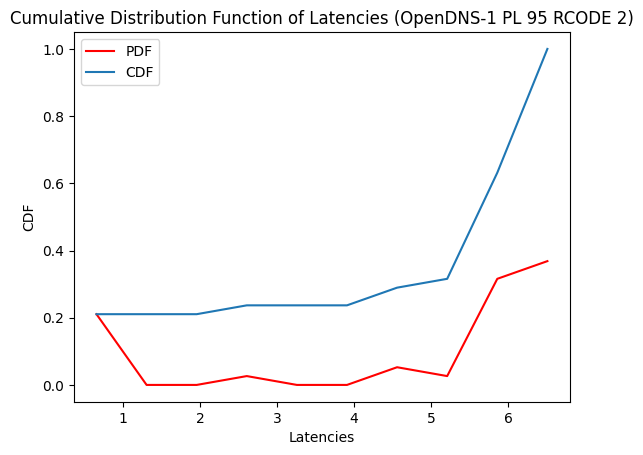 Cumulative Distribution Function of Latencies (OpenDNS-1 PL 95 RCODE 2)
PDF
CDF
1.0
0.8
0.6
0.4
0.2
0.0
CDF
1 2 3 4 5 6
Latencies